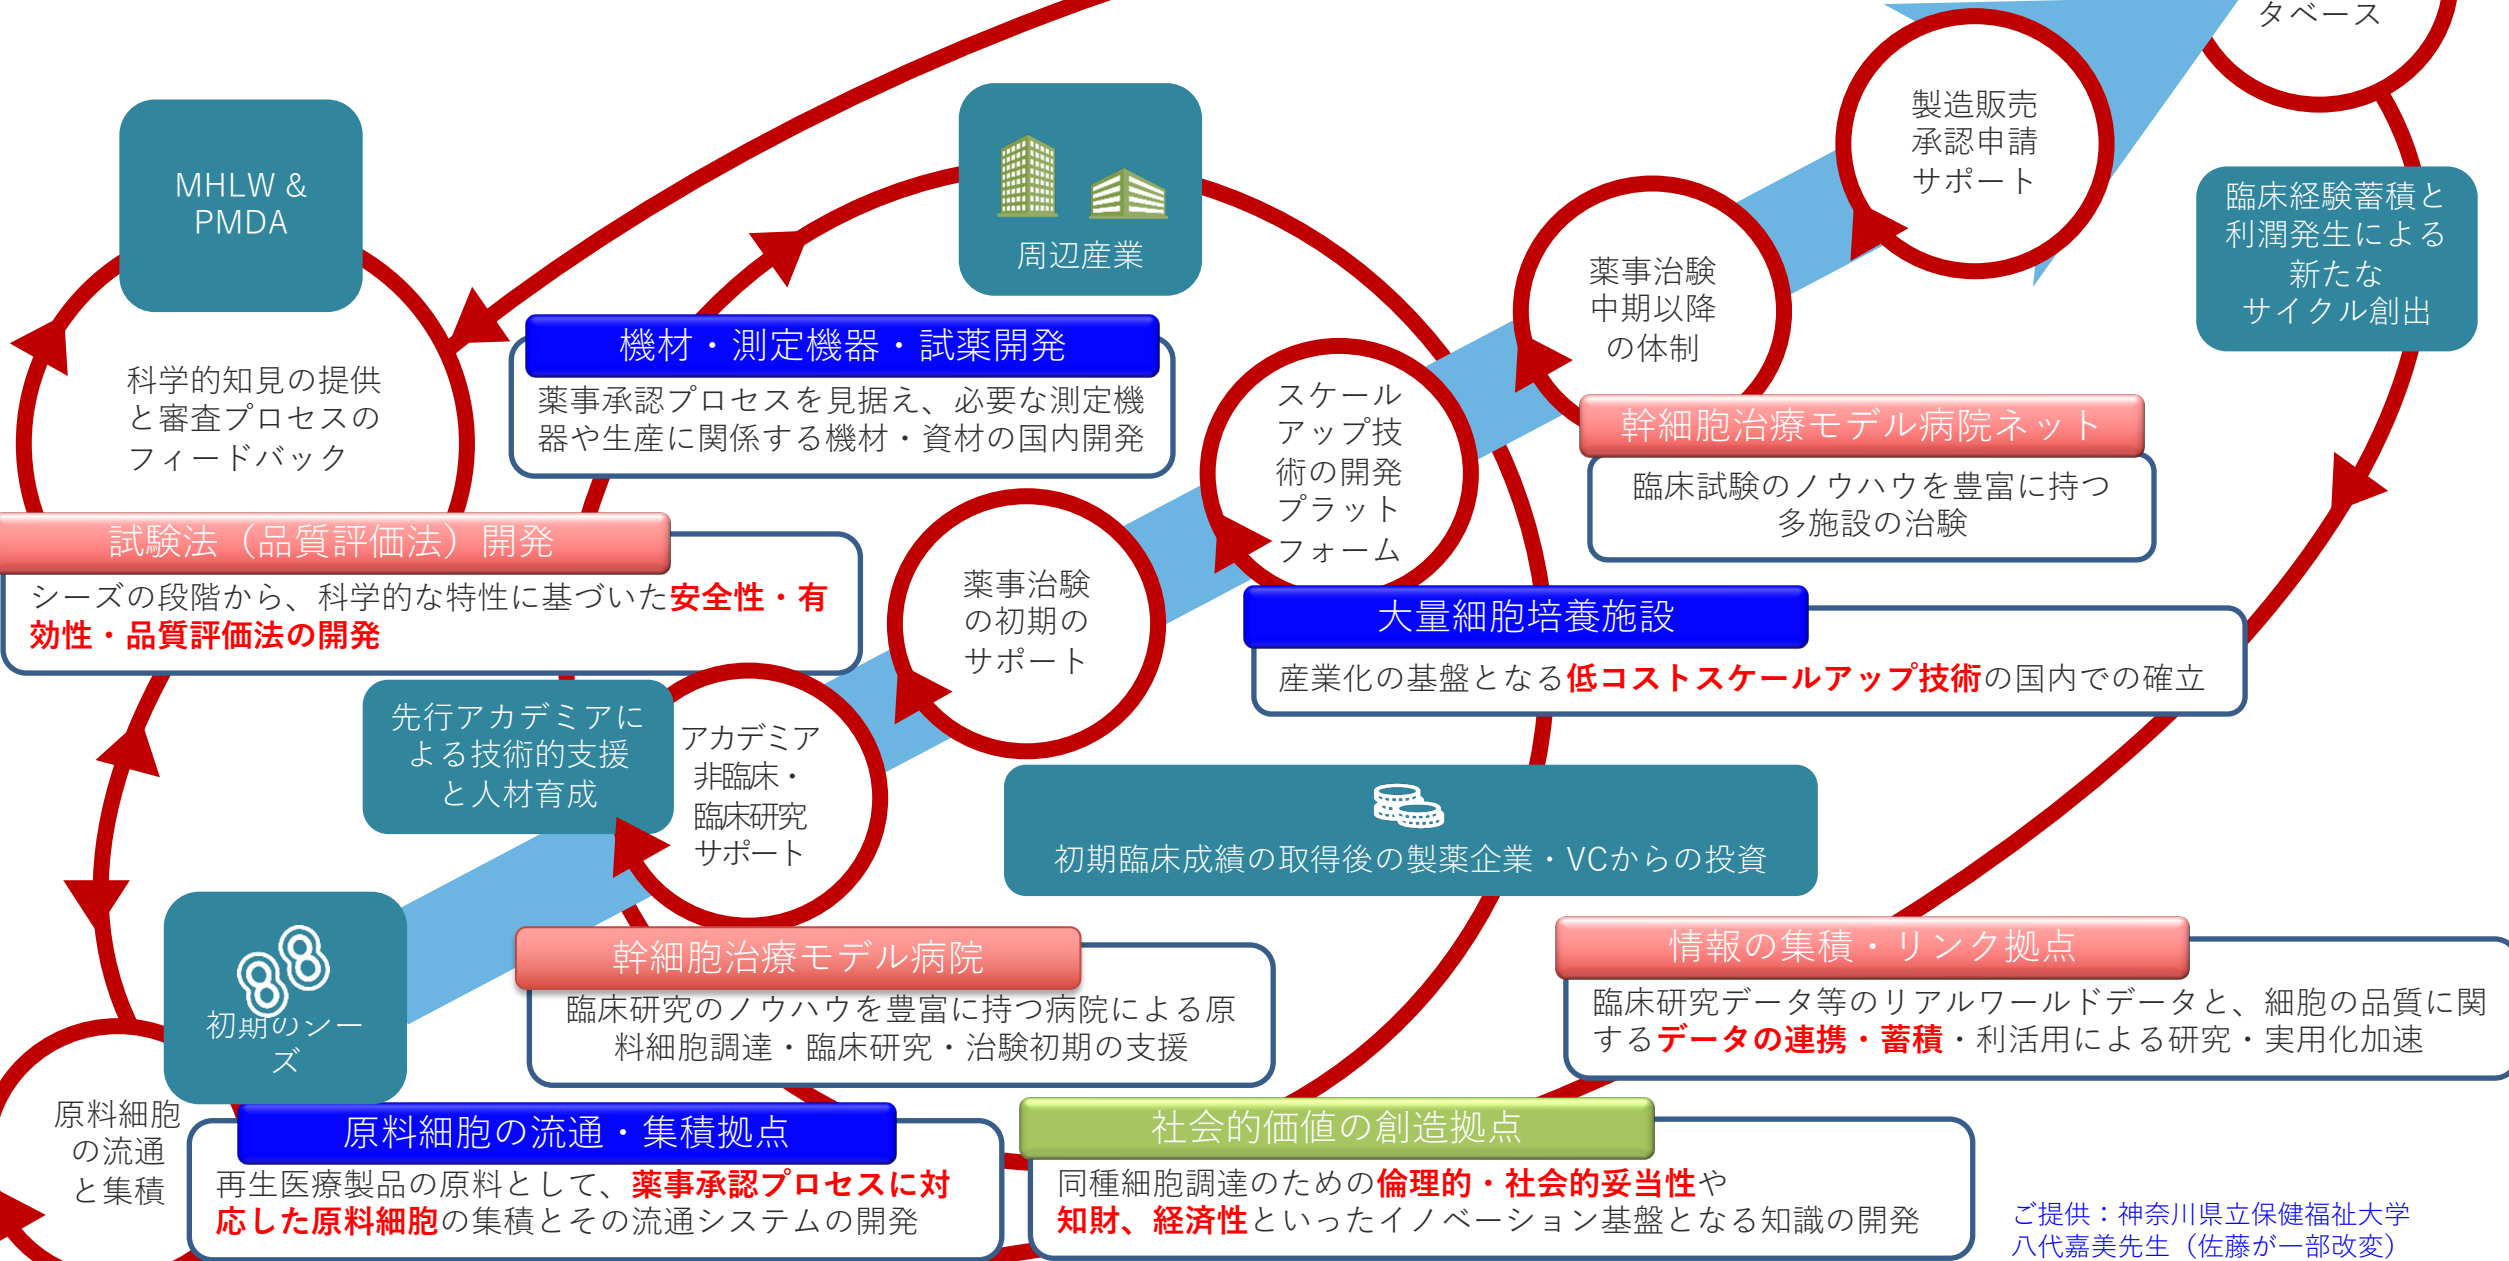 タベース
製造販売
承認申請
サポート
MHLW &
PMDA
周辺産業
臨床経験蓄積と
利潤発生による
新たな
サイクル創出
薬事治験
中期以降
の体制
機材・測定機器・試薬開発
薬事承認プロセスを見据え、必要な測定機
器や生産に関係する機材・資材の国内開発
科学的知見の提供
と審査プロセスの
フィードバック
スケール
アップ技
術の開発
プラット
フォーム
幹細胞治療モデル病院ネット
臨床試験のノウハウを豊富に持つ
多施設の治験
試験法（品質評価法）開発
シーズの段階から、科学的な特性に基づいた安全性・有
効性・品質評価法の開発
薬事治験
の初期の
サポート
大量細胞培養施設
産業化の基盤となる低コストスケールアップ技術の国内での確立
先行アカデミアに
よる技術的支援
と人材育成
アカデミア
非臨床・
臨床研究
サポート
初期臨床成績の取得後の製薬企業・VCからの投資
初期のシー
ズ
幹細胞治療モデル病院
臨床研究のノウハウを豊富に持つ病院による原
料細胞調達・臨床研究・治験初期の支援
情報の集積・リンク拠点
臨床研究データ等のリアルワールドデータと、細胞の品質に関
するデータの連携・蓄積・利活用による研究・実用化加速
原料細胞
の流通
と集積
原料細胞の流通・集積拠点
再生医療製品の原料として、薬事承認プロセスに対
応した原料細胞の集積とその流通システムの開発
社会的価値の創造拠点
同種細胞調達のための倫理的・社会的妥当性や
知財、経済性といったイノベーション基盤となる知識の開発
ご提供：神奈川県立保健福祉大学
八代嘉美先生（佐藤が一部改変）